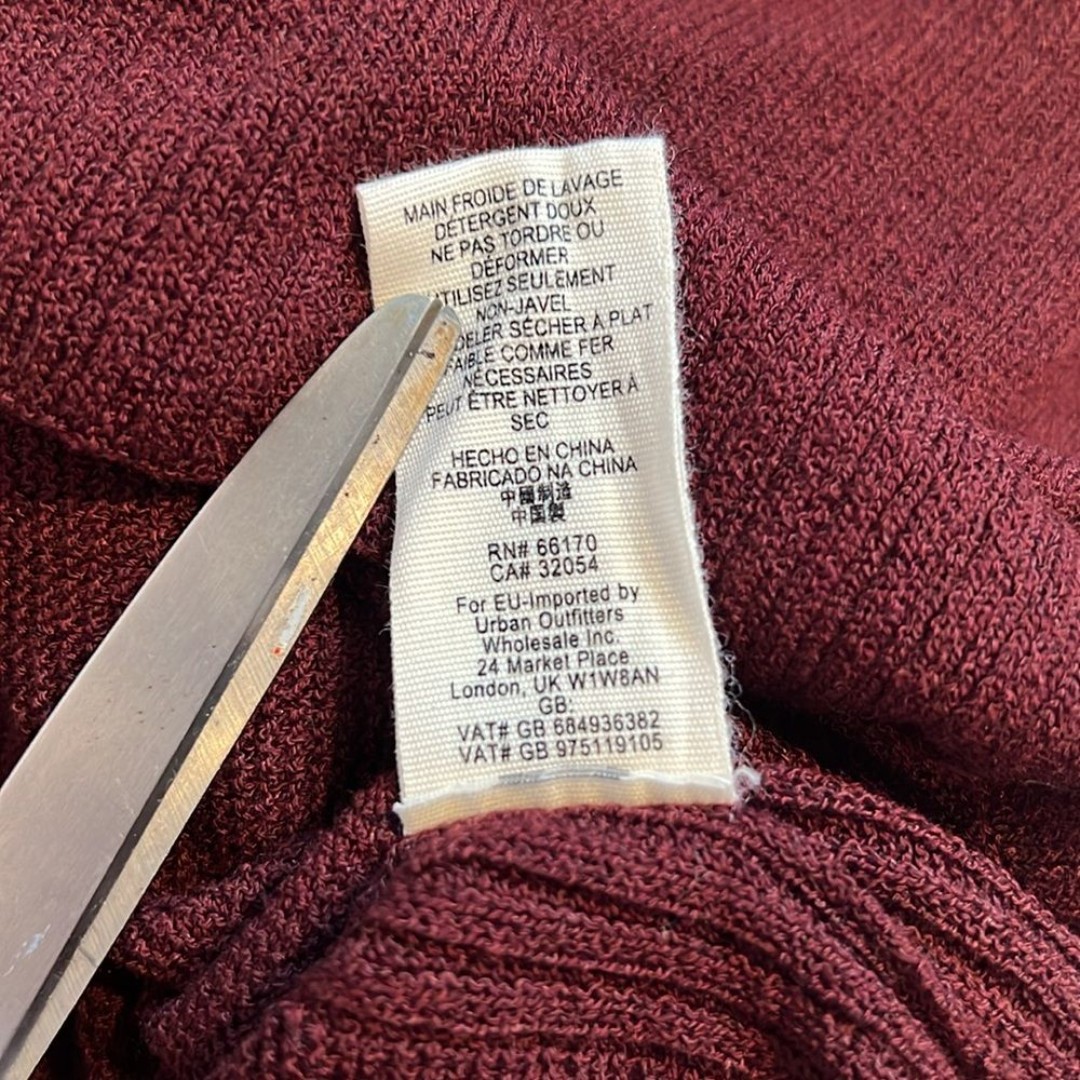 MAIN FROIDE DE LAVAGE
DÉTERGENT DOUX
NE PAS TORDRE OU
DÉFORMER
SEULEMENT
NON-JAVEL
SÉCHER À PLAT
FAIBLE COMME FER
NÉCESSAIRES
PEUT ÊTRE NETTOYER À
SEC
HECHO EN CHINA
FABRICADO NA CHINA
中國制造
中国製
RN# 66170
CA# 32054
For EU-Imported by
Urban Outfitters
Wholesale Inc.
24 Market Place
London, UK W1W8AN
GB:
VAT# GB 684936382
VAT# GB 975119105